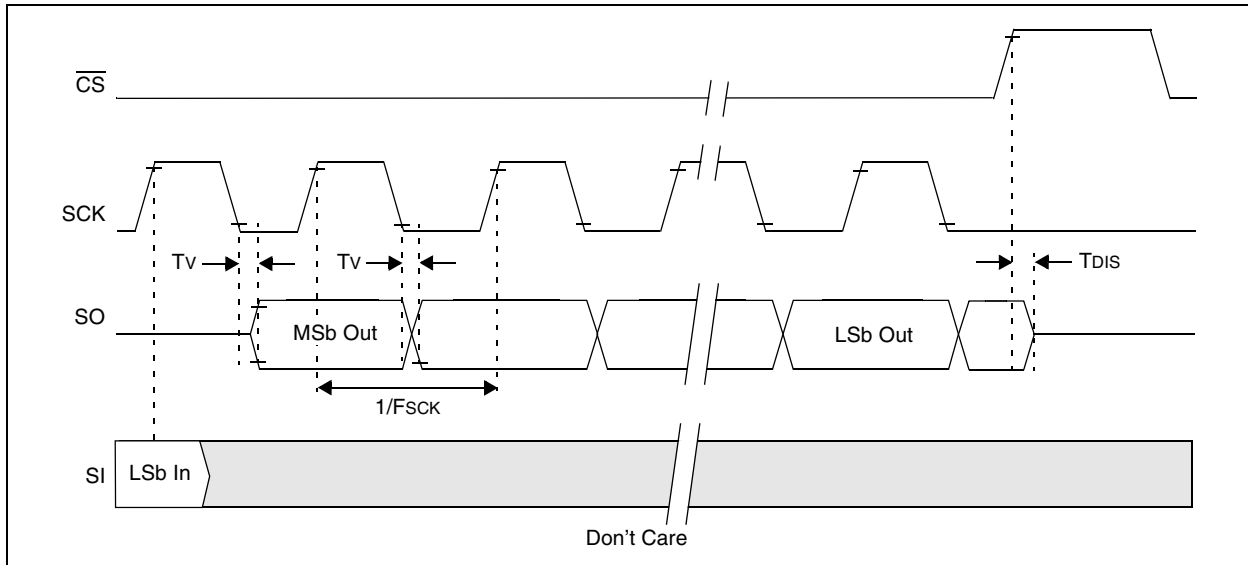 CS
SCK
TV
TV
TDIS
SO
MSb Out
LSb Out
1/FSCK
SI
LSb In
Don't Care